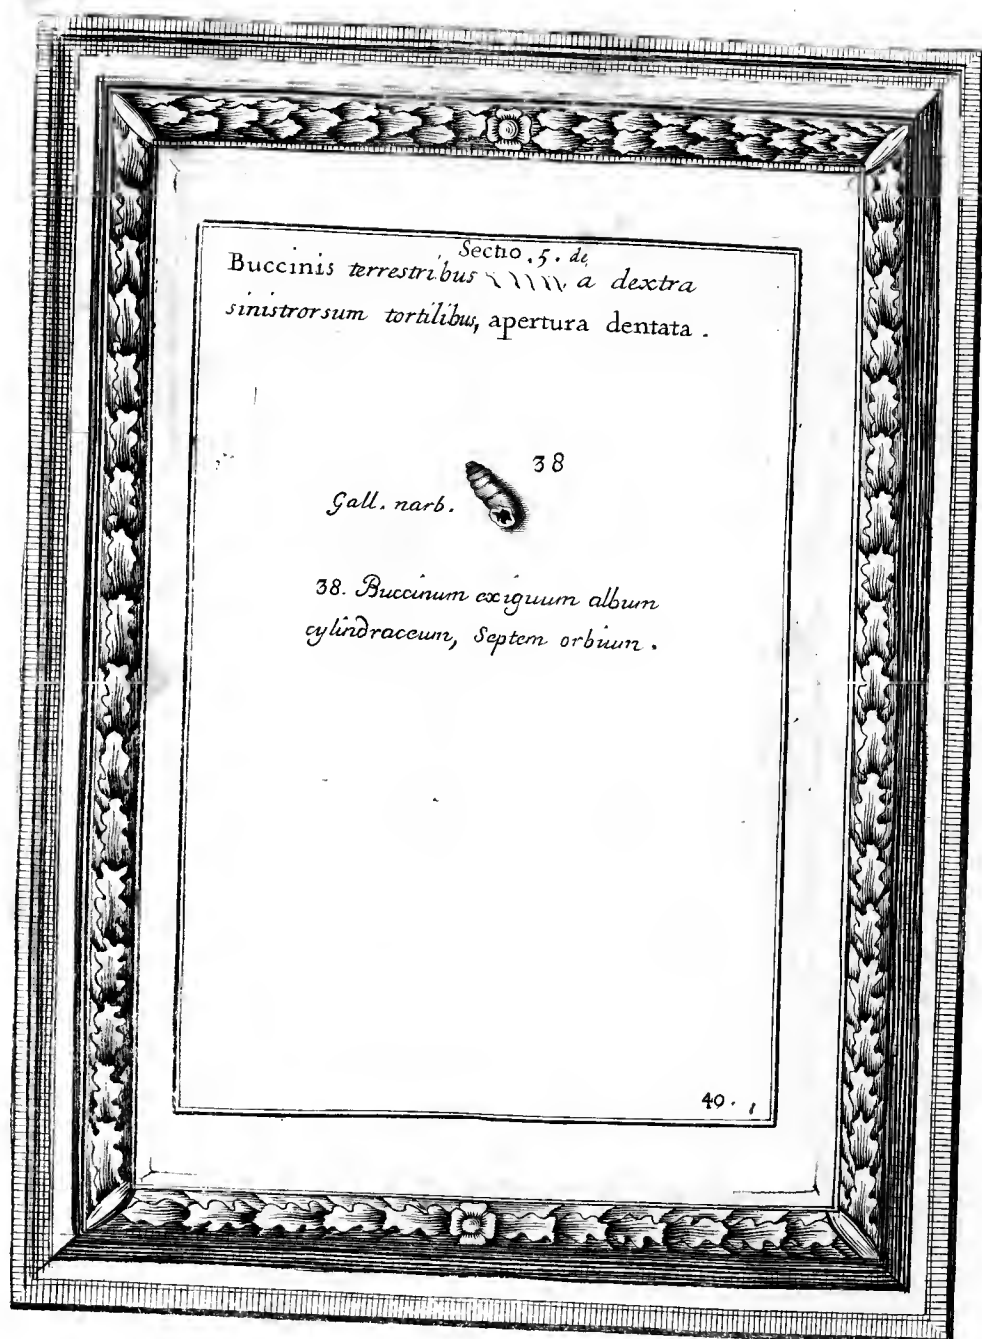 Sectio . 5 . de
Buccinis terrestribus a dextra
sinistrorsum tortilibus, apertura dentata .
38
Gall. narb.
38. Buccinum exiguum album
cylindraceum, Septem orbium .
40.